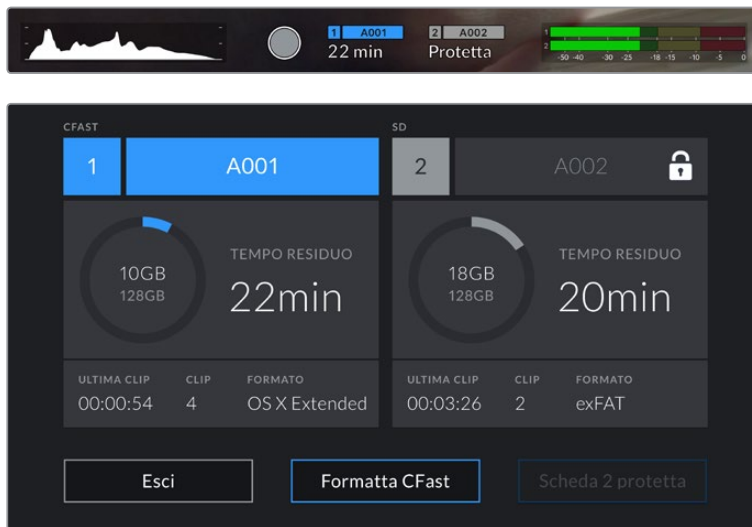 1 A001
22 min
2 A002
Protetta
1
2
-50 -40 -30 -25 -18 -15 -10 -5 0
CFAST
1 A001
10GB
128GB
TEMPO RESIDUO
22min
ULTIMA CLIP CLIP FORMATO
00:00:54 4 OS X Extended
SD
2 A002
18GB
128GB
TEMPO RESIDUO
20min
ULTIMA CLIP CLIP FORMATO
00:03:26 2 exFAT
Esci
Formatta CFast
Scheda 2 protetta